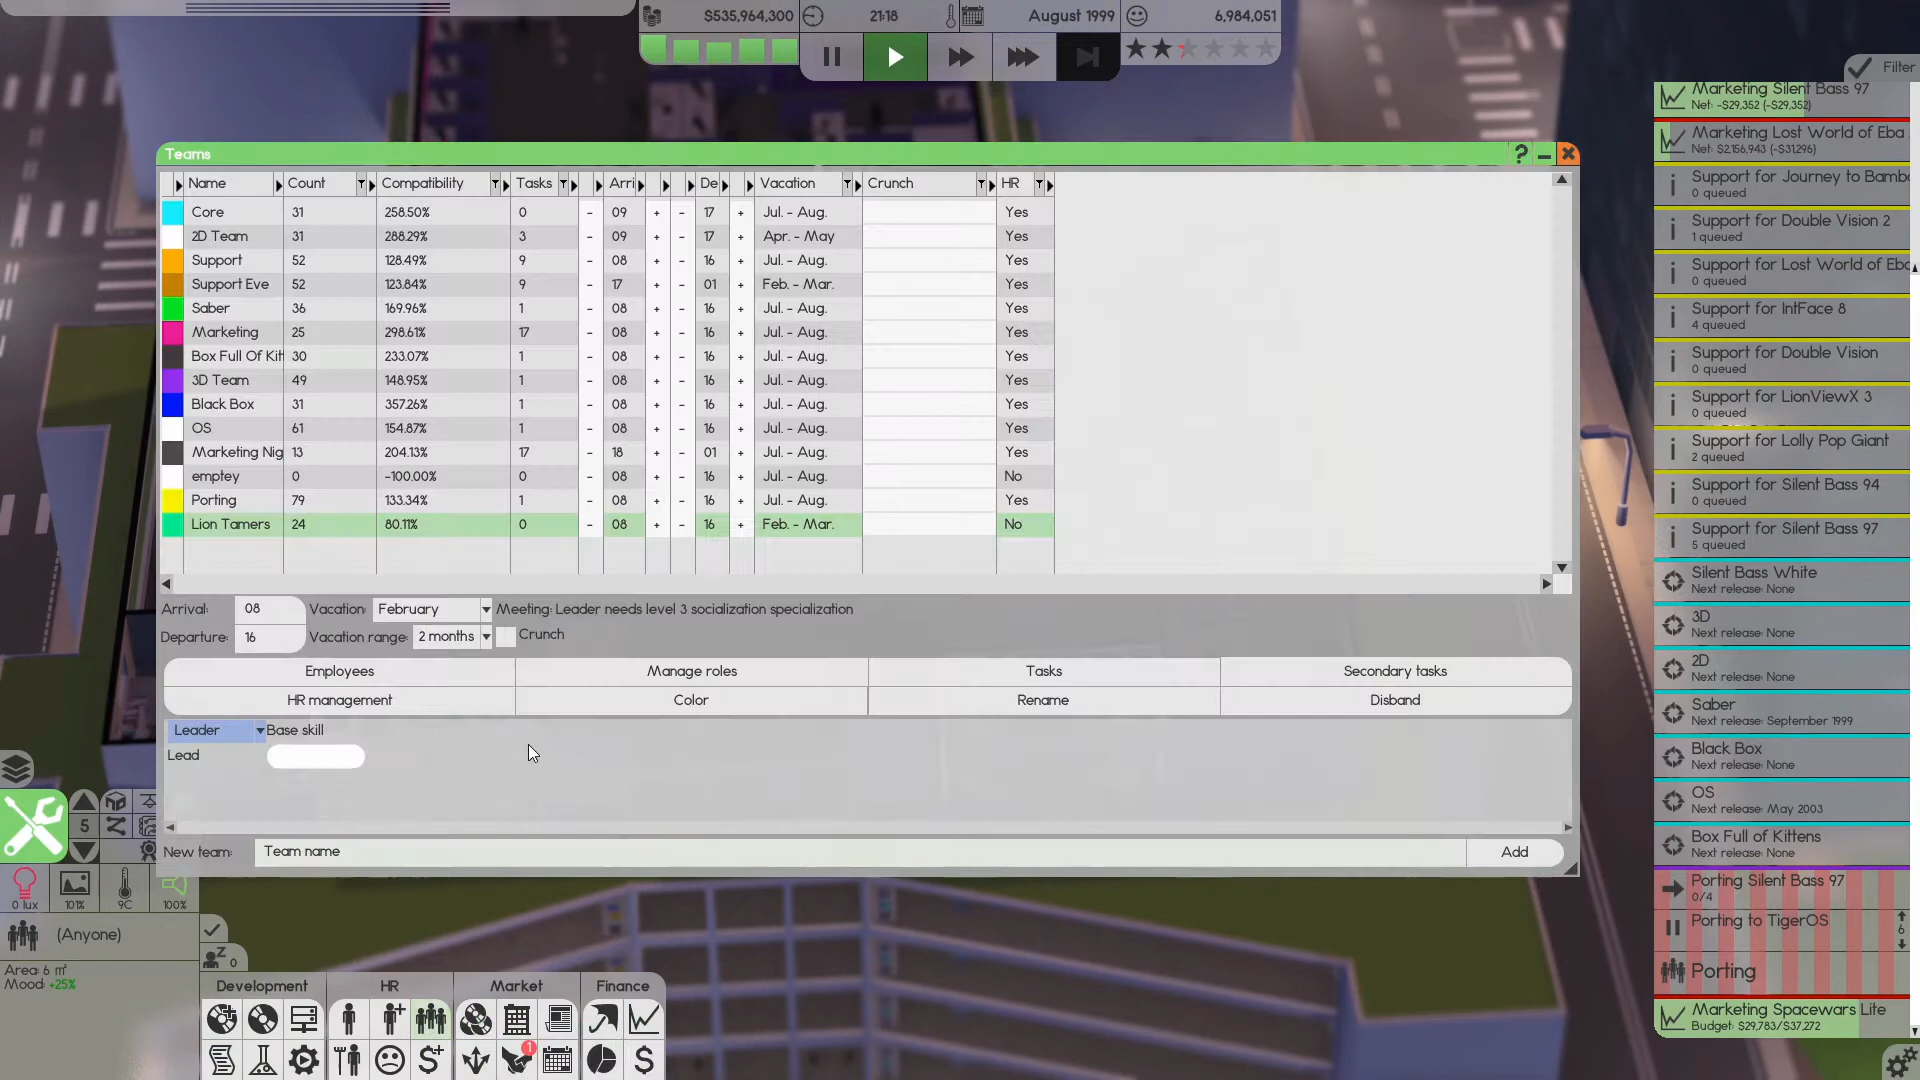 $535,964,300
21:18
August 1999
6,984,051
Filter
Teams
Name Count Compatibility Tasks Arri De Vacation Crunch HR
Core 31 258.50% 0 - 09 + - 17 + Jul. - Aug. Yes
2D Team 31 288.29% 3 - 09 + - 17 + Apr. - May Yes
Support 52 128.49% 9 - 08 + - 16 + Jul. - Aug. Yes
Support Eve 52 123.84% 9 - 17 + - 01 + Feb. - Mar. Yes
Saber 36 169.96% 1 - 08 + - 16 + Jul. - Aug. Yes
Marketing 25 298.61% 17 - 08 + - 16 + Jul. - Aug. Yes
Box Full Of Kitt 30 233.07% 1 - 08 + - 16 + Jul. - Aug. Yes
3D Team 49 148.95% 1 - 08 + - 16 + Jul. - Aug. Yes
Black Box 31 357.26% 1 - 08 + - 16 + Jul. - Aug. Yes
OS 61 154.87% 1 - 08 + - 16 + Jul. - Aug. Yes
Marketing Nig 13 204.13% 17 - 18 + - 01 + Jul. - Aug. Yes
emptey 0 -100.00% 0 - 08 + - 16 + Jul. - Aug. No
Porting 79 133.34% 1 - 08 + - 16 + Jul. - Aug. Yes
Lion Tamers 24 80.11% 0 - 08 + - 16 + Feb. - Mar. No
Arrival: 08 Vacation: February Meeting: Leader needs level 3 socialization specialization
Departure: 16 Vacation range: 2 months Crunch
Employees Manage roles Tasks Secondary tasks
HR management Color Rename Disband
Leader Base skill
Lead
New team: Team name Add
Marketing Silent Bass 97
Net: -$29,352 (-$29,352)
Marketing Lost World of Eba
Net: $2,156,943 (-$31,296)
Support for Journey to Bambo
0 queued
Support for Double Vision 2
1 queued
Support for Lost World of Eba
0 queued
Support for IntFace 8
4 queued
Support for Double Vision
0 queued
Support for LionViewX 3
0 queued
Support for Lolly Pop Giant
2 queued
Support for Silent Bass 94
0 queued
Support for Silent Bass 97
5 queued
Silent Bass White
Next release: None
3D
Next release: None
2D
Next release: None
Saber
Next release: September 1999
Black Box
Next release: None
OS
Next release: May 2003
Box Full of Kittens
Next release: None
Porting Silent Bass 97
0/4
Porting to TigerOS
6
Porting
Marketing Spacewars Lite
Budget: $29,783/$37,272
5
0 lux 101% 9C 100%
(Anyone)
Z 0
Area: 6 m²
Mood: +25%
Development HR Market Finance
1